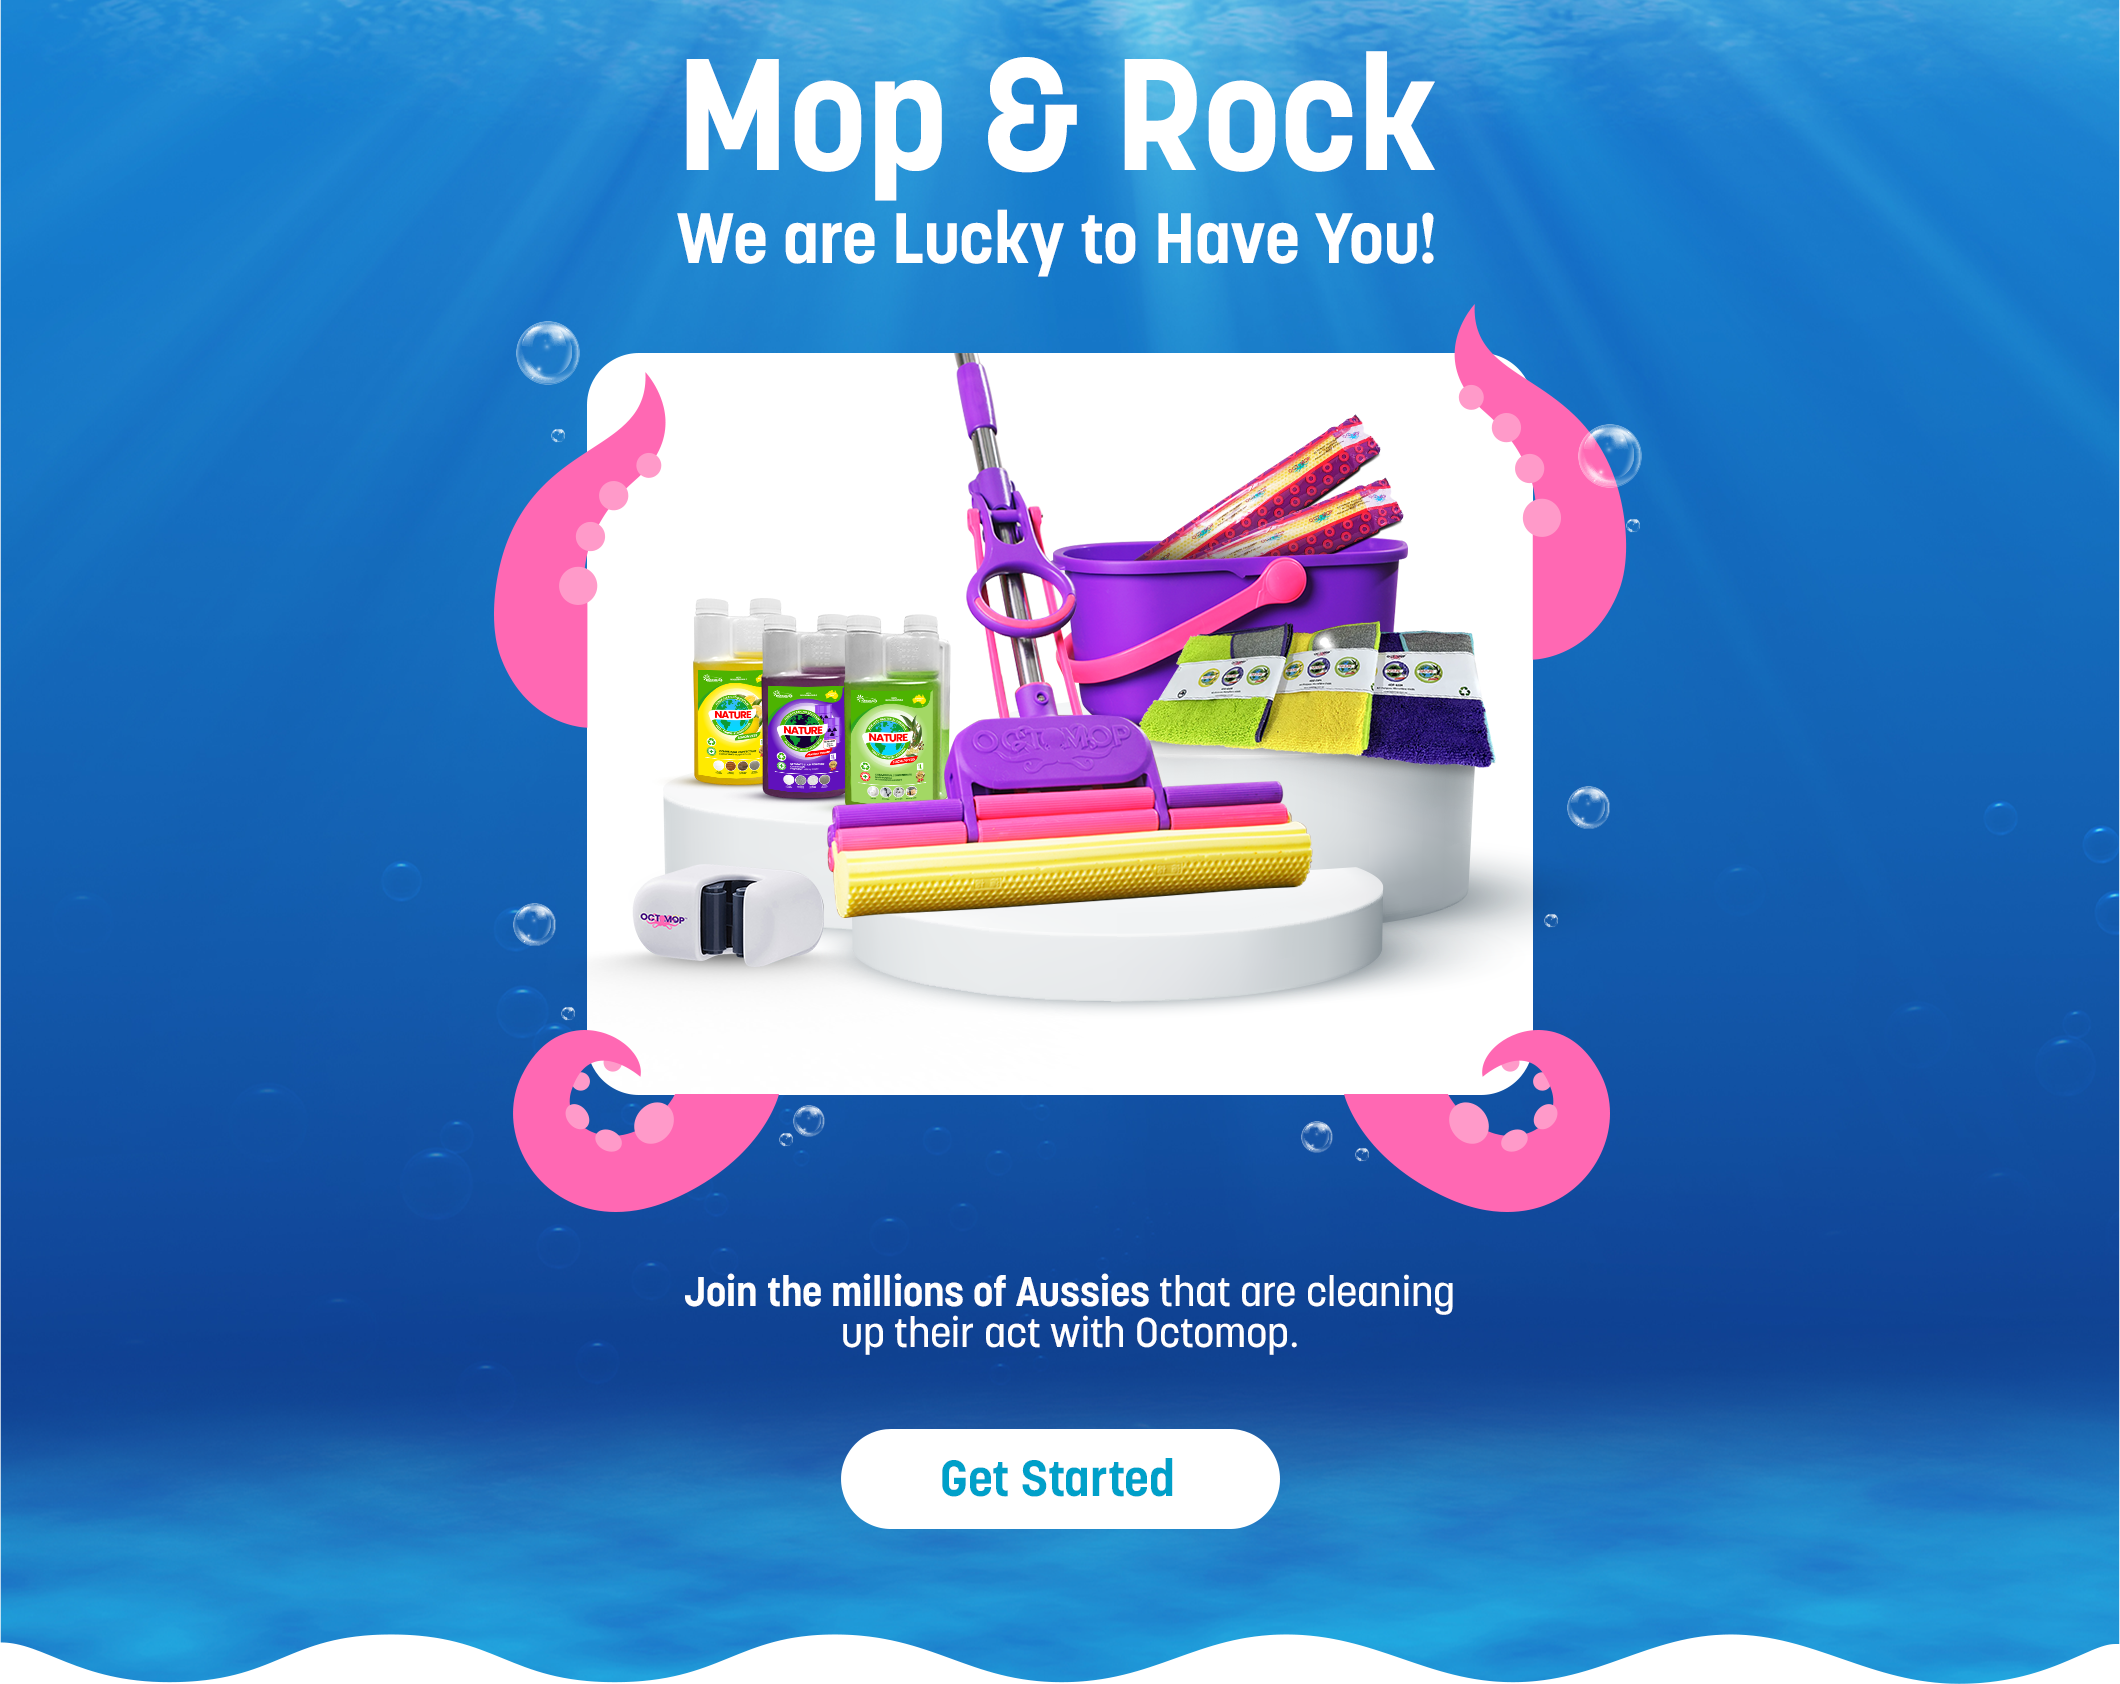 Mop & Rock
We are Lucky to Have You!
NATURE
NATURE
NATURE
OCTOMOP
OCTOMOP
Join the millions of Aussies that are cleaning
up their act with Octomop.
Get Started